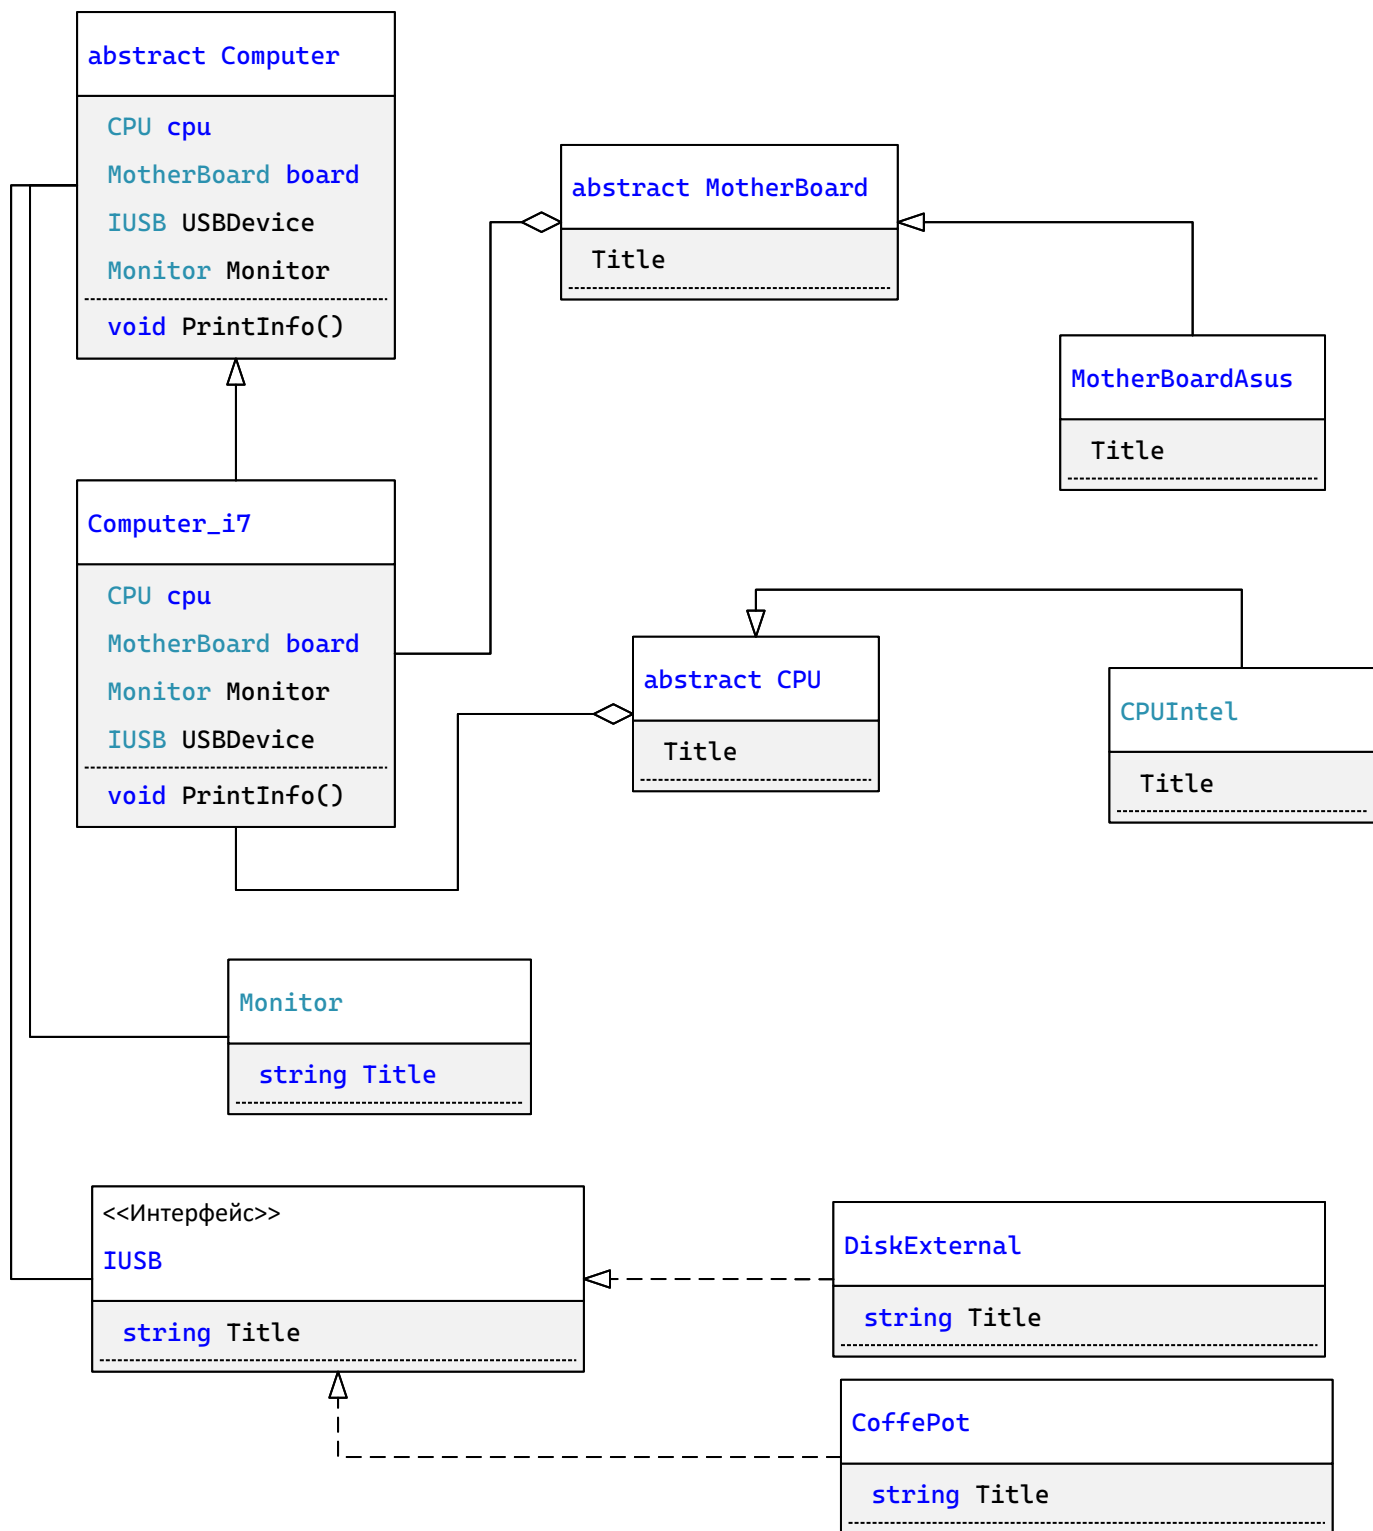 abstract Computer
CPU cpu
MotherBoard board
IUSB USBDevice
Monitor Monitor
void PrintInfo()
abstract MotherBoard
Title
MotherBoardAsus
Title
Computer_i7
CPU cpu
MotherBoard board
Monitor Monitor
IUSB USBDevice
void PrintInfo()
abstract CPU
Title
CPUIntel
Title
Monitor
string Title
<<Интерфейс>>
IUSB
string Title
DiskExternal
string Title
CoffePot
string Title